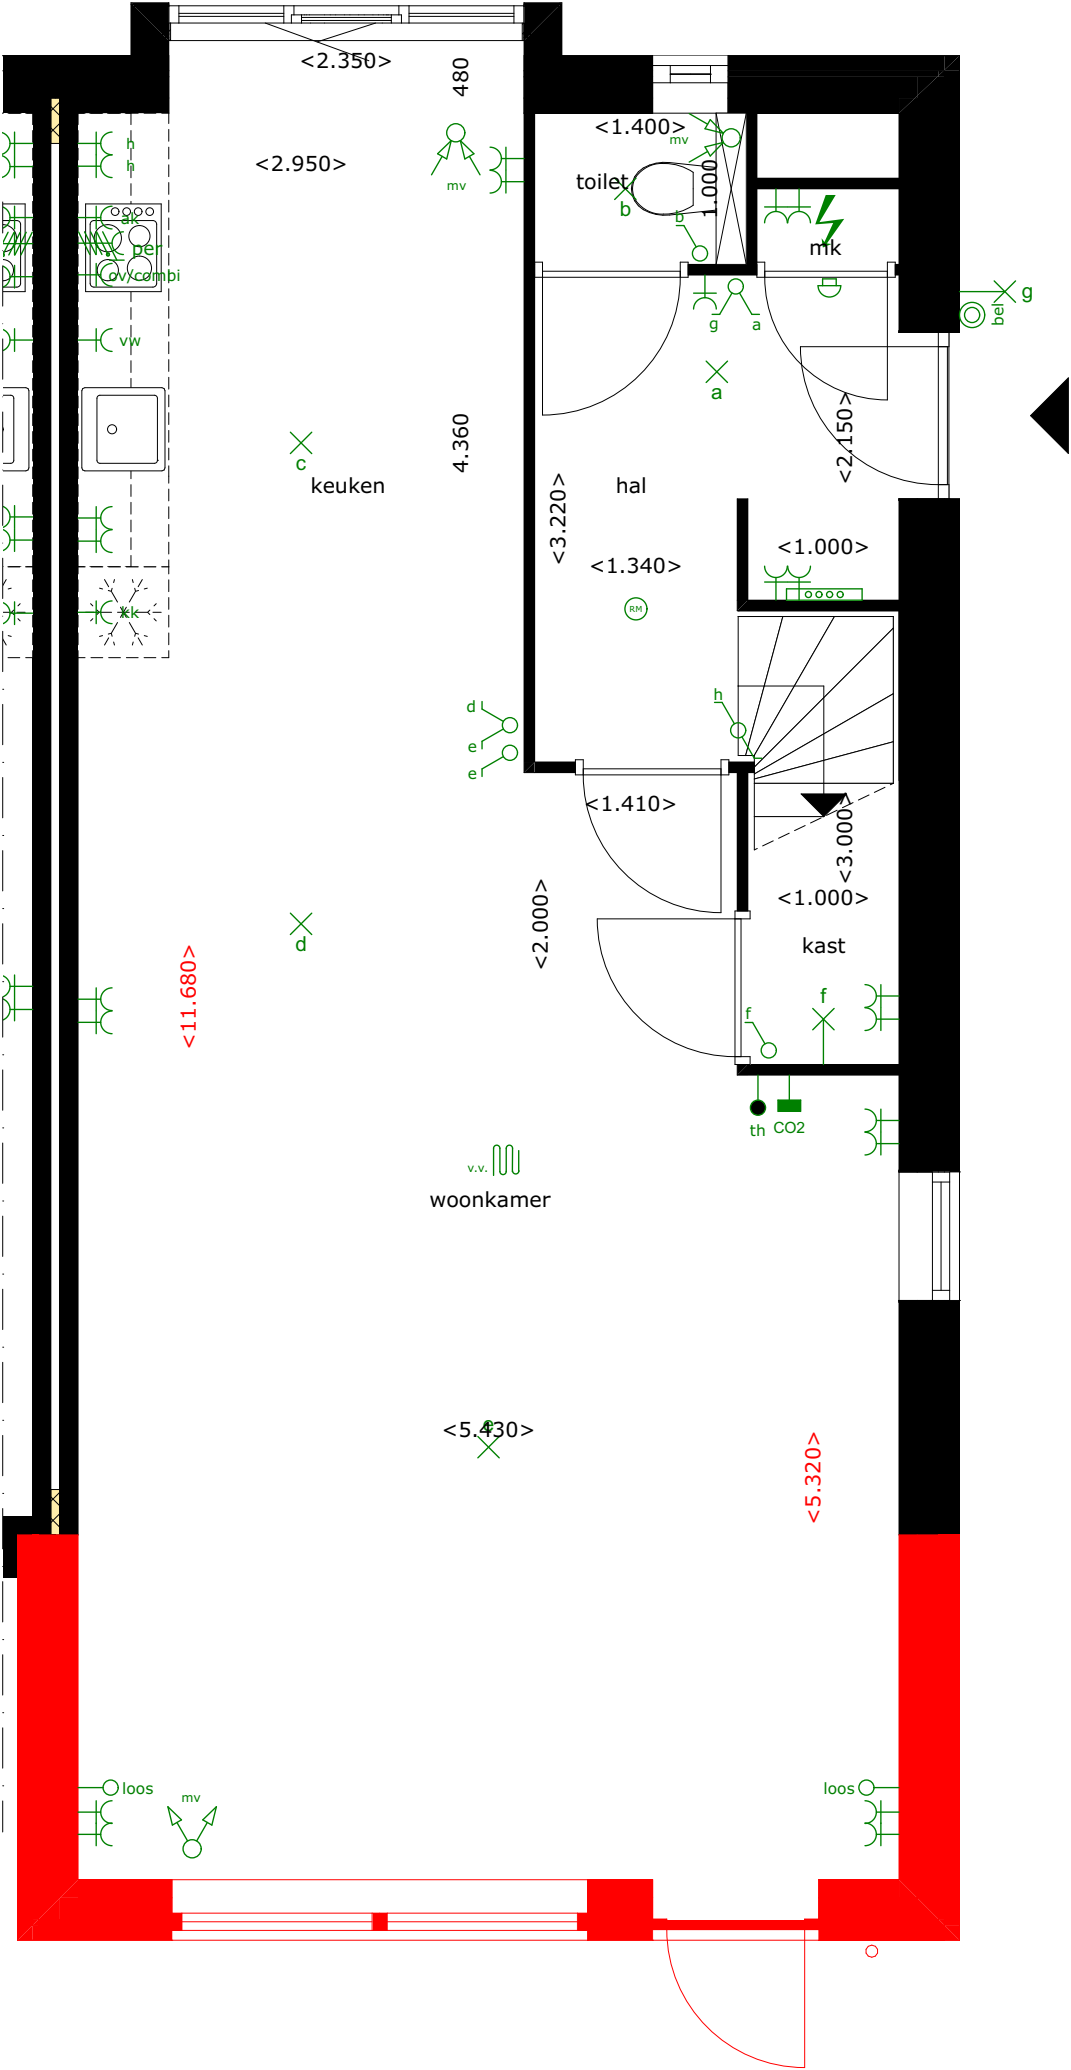 <2.350>
480
<2.950>
mv
h
h
ak
per
ov/combi
vw
kk
c
keuken
4.360
<1.400>
mv
toilet
1.000
b
b
mk
g
a
a
g
bel
<2.150>
hal
<3.220>
<1.340>
<1.000>
RM
h
d
e
e
<1.410>
<3.000>
<1.000>
kast
<2.000>
d
<11.680>
f
f
th
CO2
v.v.
woonkamer
e
<5.430>
<5.320>
loos
mv
loos